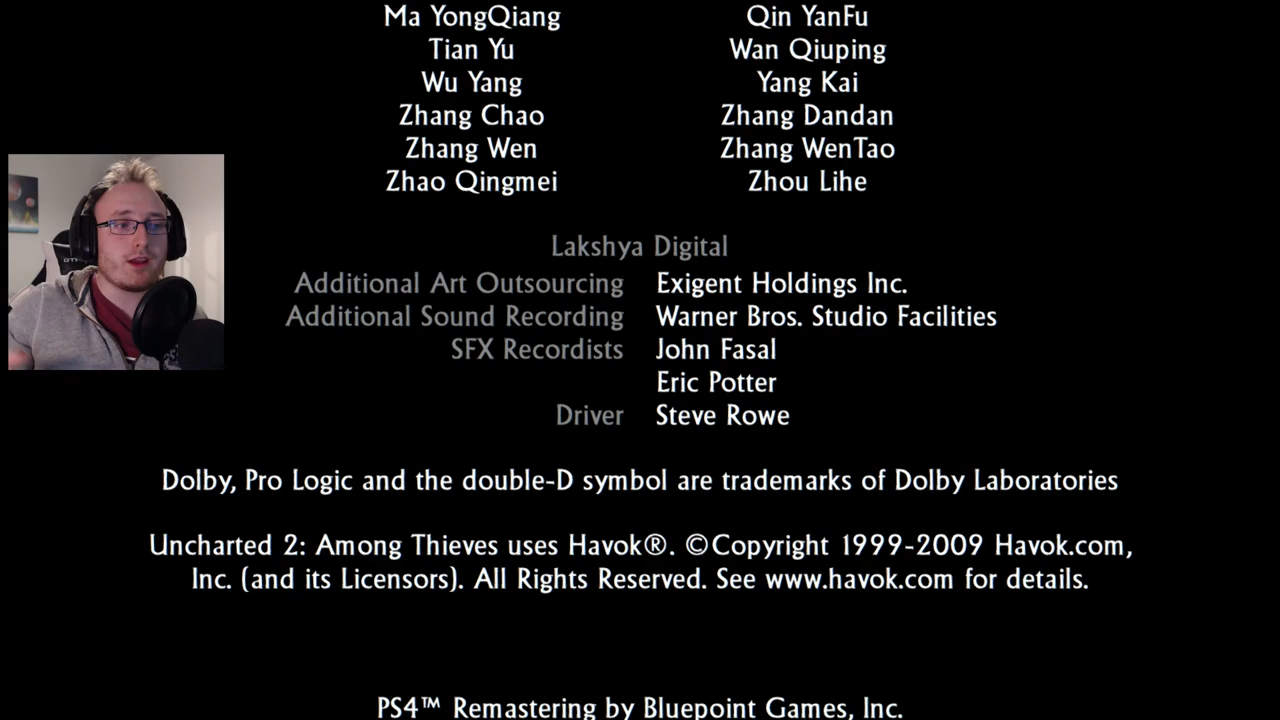 Ma YongQiang Qin YanFu
Tian Yu Wan Qiuping
Wu Yang Yang Kai
Zhang Chao Zhang Dandan
Zhang Wen Zhang WenTao
Zhao Qingmei Zhou Lihe
Lakshya Digital
Additional Art Outsourcing Exigent Holdings Inc.
Additional Sound Recording Warner Bros. Studio Facilities
SFX Recordists John Fasal
Eric Potter
Driver Steve Rowe
Dolby, Pro Logic and the double-D symbol are trademarks of Dolby Laboratories
Uncharted 2: Among Thieves uses Havok®. ©Copyright 1999-2009 Havok.com,
Inc. (and its Licensors). All Rights Reserved. See www.havok.com for details.
PS4™ Remastering by Bluepoint Games, Inc.